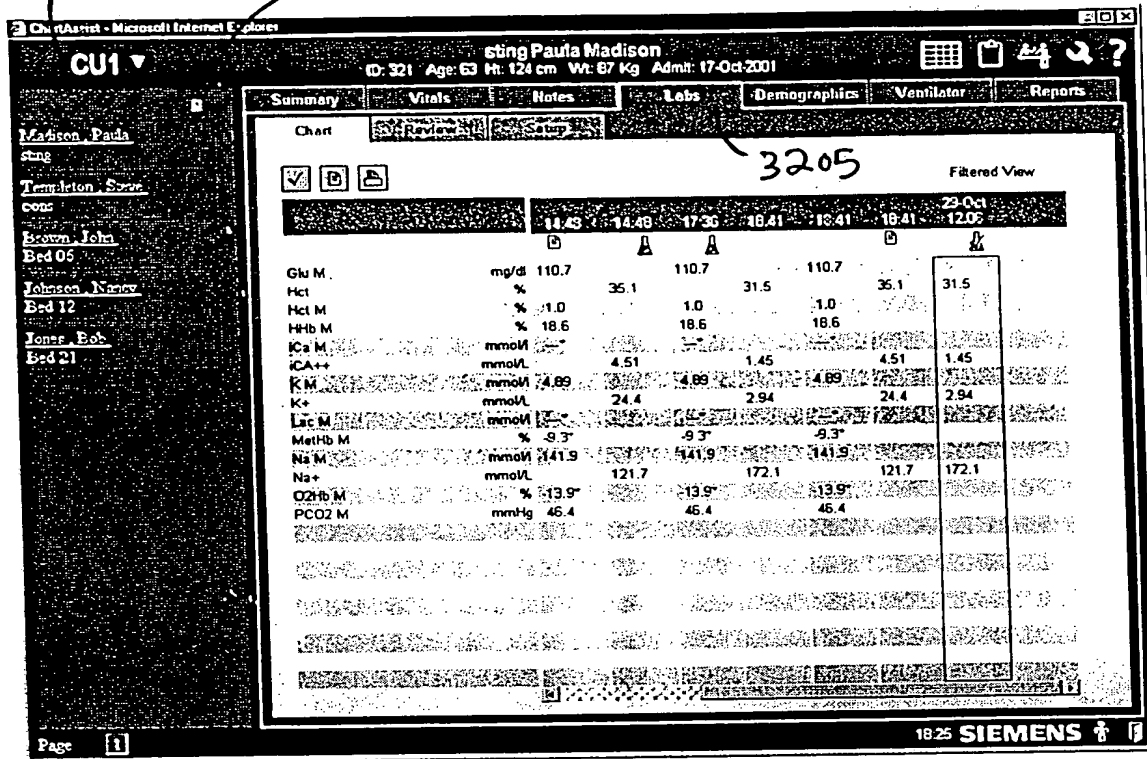 ChartAssist - Microsoft Internet Explorer
CU1
sting Paula Madison
ID: 321 Age: 63 Ht: 124 cm Wt: 87 Kg Admit: 17-Oct-2001
Summary Vitals Notes Labs Demographics Ventilator Reports
Chart Review Setup
3205
Filtered View
Madison, Paula
sting
Templeton, Steve
cons
Brown, John
Bed 06
Johnson, Nancy
Bed 12
Jones, Bob
Bed 21
23-Oct
14:43 14:48 17:36 18:41 18:41 18:41 12:06
Glu M mg/dl 110.7 110.7 110.7
Hct % 35.1 31.5 35.1 31.5
Hct M % 1.0 1.0 1.0
HHb M % 18.6 18.6 18.6
iCa M mmol/l
iCA++ mmol/L 4.51 1.45 4.51 1.45
K M mmol/l 4.89 4.89 4.89
K+ mmol/L 24.4 2.94 24.4 2.94
Lac M mmol/l
MetHb M % -9.3* -9.3* -9.3*
Na M mmol/l 141.9 141.9 141.9
Na+ mmol/L 121.7 172.1 121.7 172.1
O2Hb M % -13.9* -13.9* -13.9*
PCO2 M mmHg 46.4 46.4 46.4
Page 1
18:25 SIEMENS